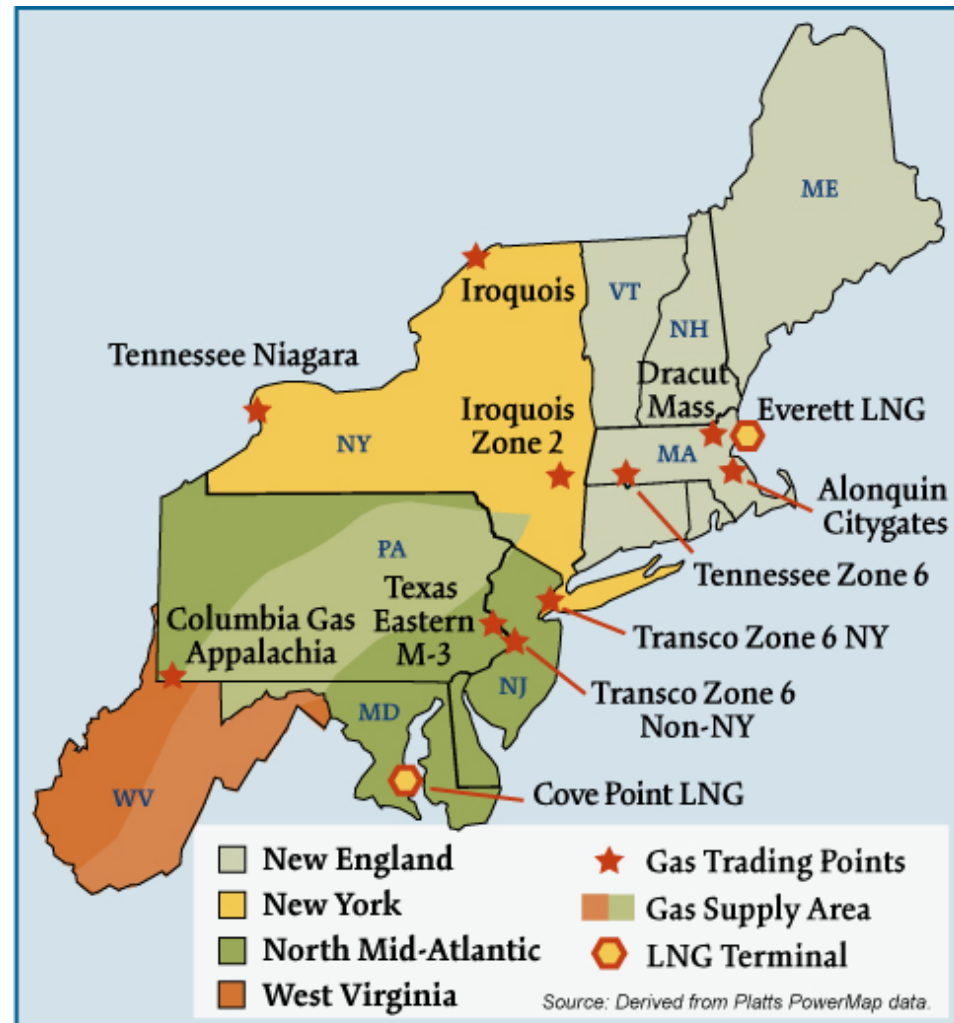 ME
Iroquois
VT
NH
Tennessee Niagara
Dracut
Mass
Everett LNG
Iroquois
Zone 2
NY
MA
Alonquin
Citygates
PA
Tennessee Zone 6
Texas
Eastern
M-3
Columbia Gas
Appalachia
Transco Zone 6 NY
NJ
Transco Zone 6
Non-NY
MD
WV
Cove Point LNG
New England
New York
North Mid-Atlantic
West Virginia
Gas Trading Points
Gas Supply Area
LNG Terminal
Source: Derived from Platts PowerMap data.